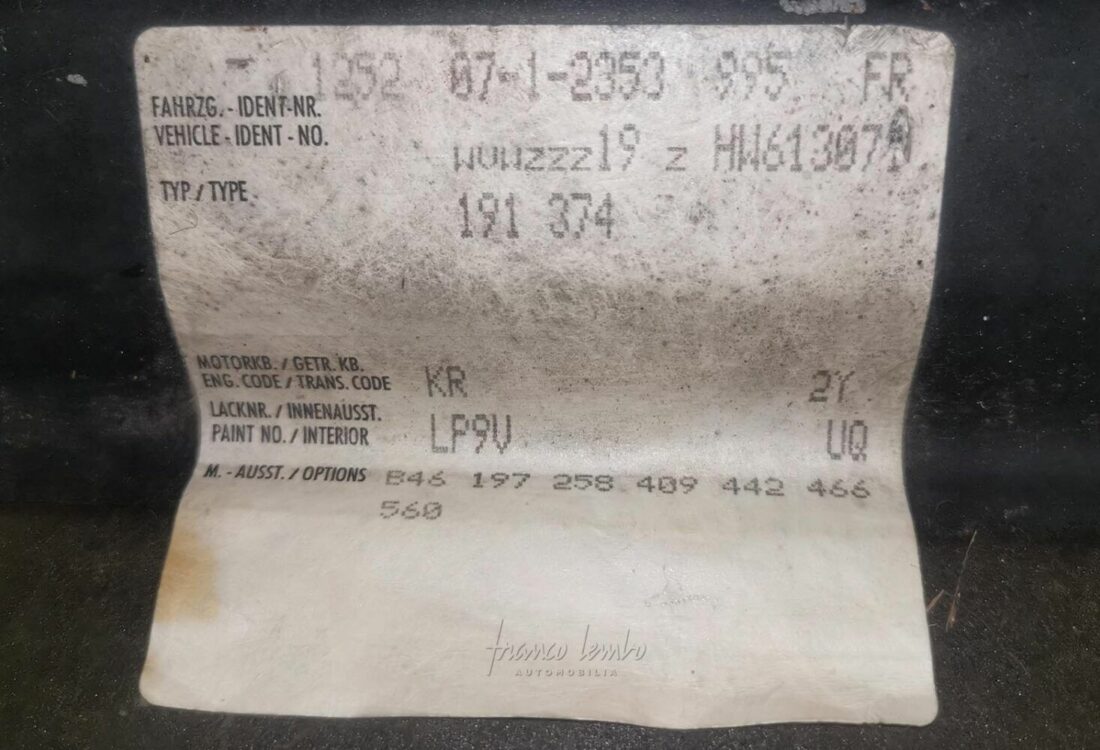 1252 07-1-2353 995 FR
FAHRZG.-IDENT-NR.
VEHICLE-IDENT-NO.
WVWZZZ19 Z HW613071
TYP/TYPE 191 374
MOTORKB./GETR.KB.
ENG.CODE/TRANS.CODE KR 2Y
LACKNR./INNENAUSST.
PAINT NO./INTERIOR LP9V UQ
M.-AUSST./OPTIONS B46 197 258 409 442 466
560
franco lembo
AUTOMOBILIA